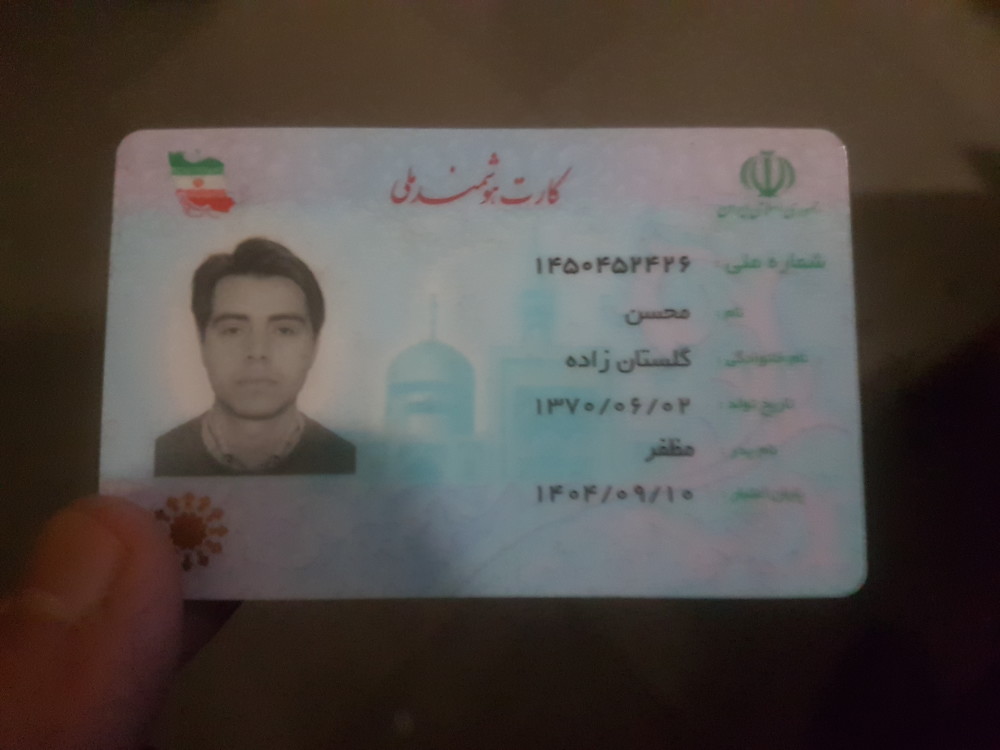 کارت هوشمند ملی
جمهوری اسلامی ایران
شماره ملی: ۱۴۵۰۴۵۲۴۲۶
نام: محسن
نام خانوادگی: گلستان زاده
تاریخ تولد: ۱۳۷۰/۰۶/۰۲
نام پدر: مظفر
پایان اعتبار: ۱۴۰۴/۰۹/۱۰